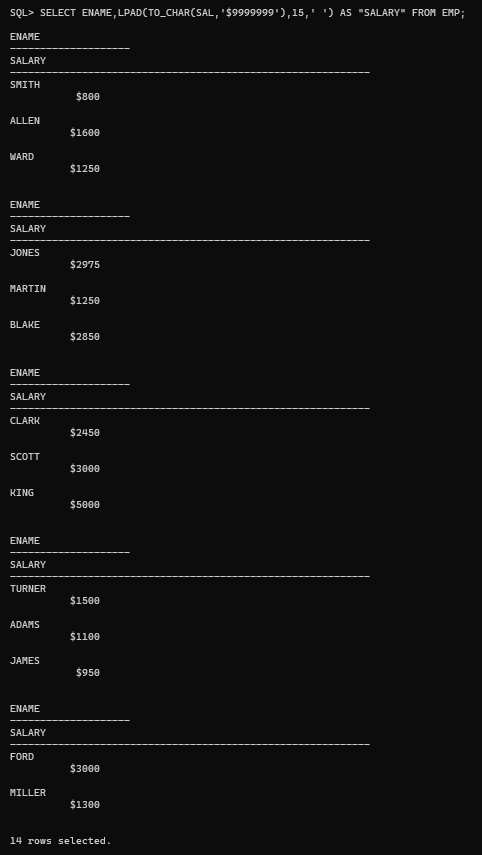 SQL> SELECT ENAME,LPAD(TO_CHAR(SAL,'$9999999'),15,' ') AS "SALARY" FROM EMP;
ENAME
--------------------
SALARY
------------------------------------------------------------
SMITH
$800
ALLEN
$1600
WARD
$1250
ENAME
--------------------
SALARY
------------------------------------------------------------
JONES
$2975
MARTIN
$1250
BLAKE
$2850
ENAME
--------------------
SALARY
------------------------------------------------------------
CLARK
$2450
SCOTT
$3000
KING
$5000
ENAME
--------------------
SALARY
------------------------------------------------------------
TURNER
$1500
ADAMS
$1100
JAMES
$950
ENAME
--------------------
SALARY
------------------------------------------------------------
FORD
$3000
MILLER
$1300
14 rows selected.